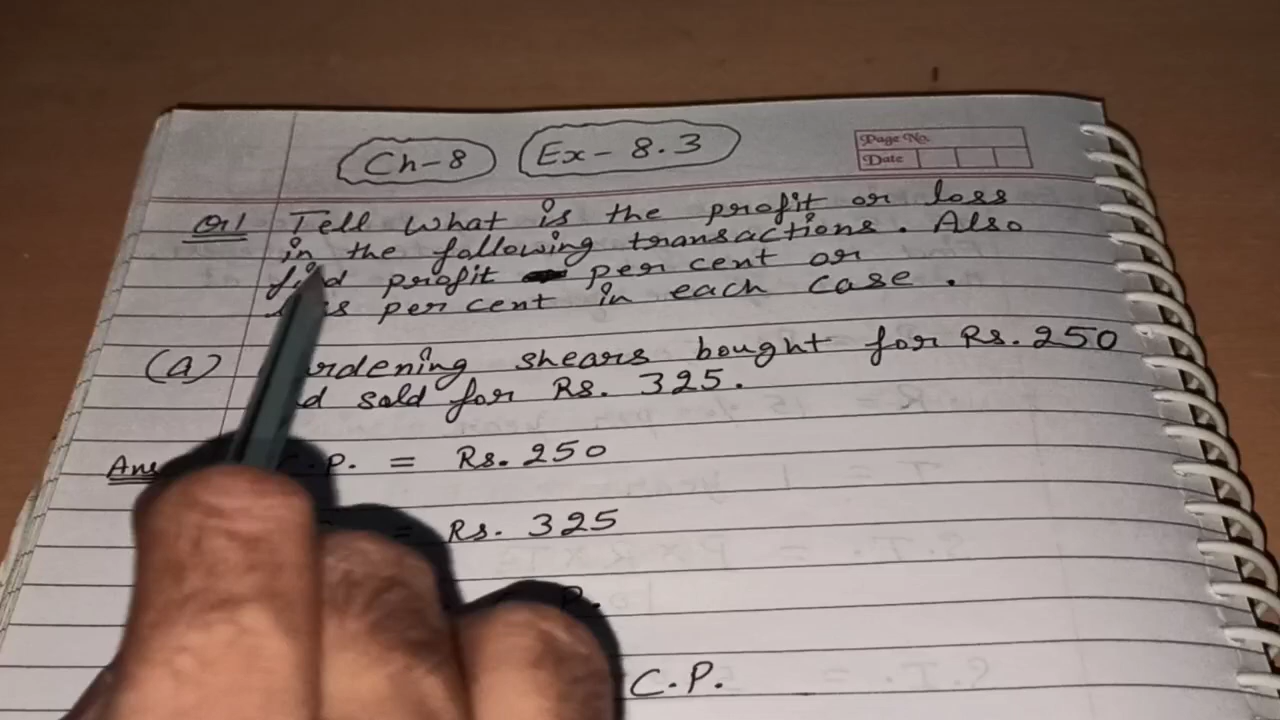 Ch-8 Ex-8.3
Page No.
Date
Q1 Tell what is the profit or loss
in the following transactions. Also
find profit per cent or
per cent in each case.
(a) shears bought for Rs. 250
sold for Rs. 325.
Ans C.P. = Rs. 250
= Rs. 325
P.
C.P.